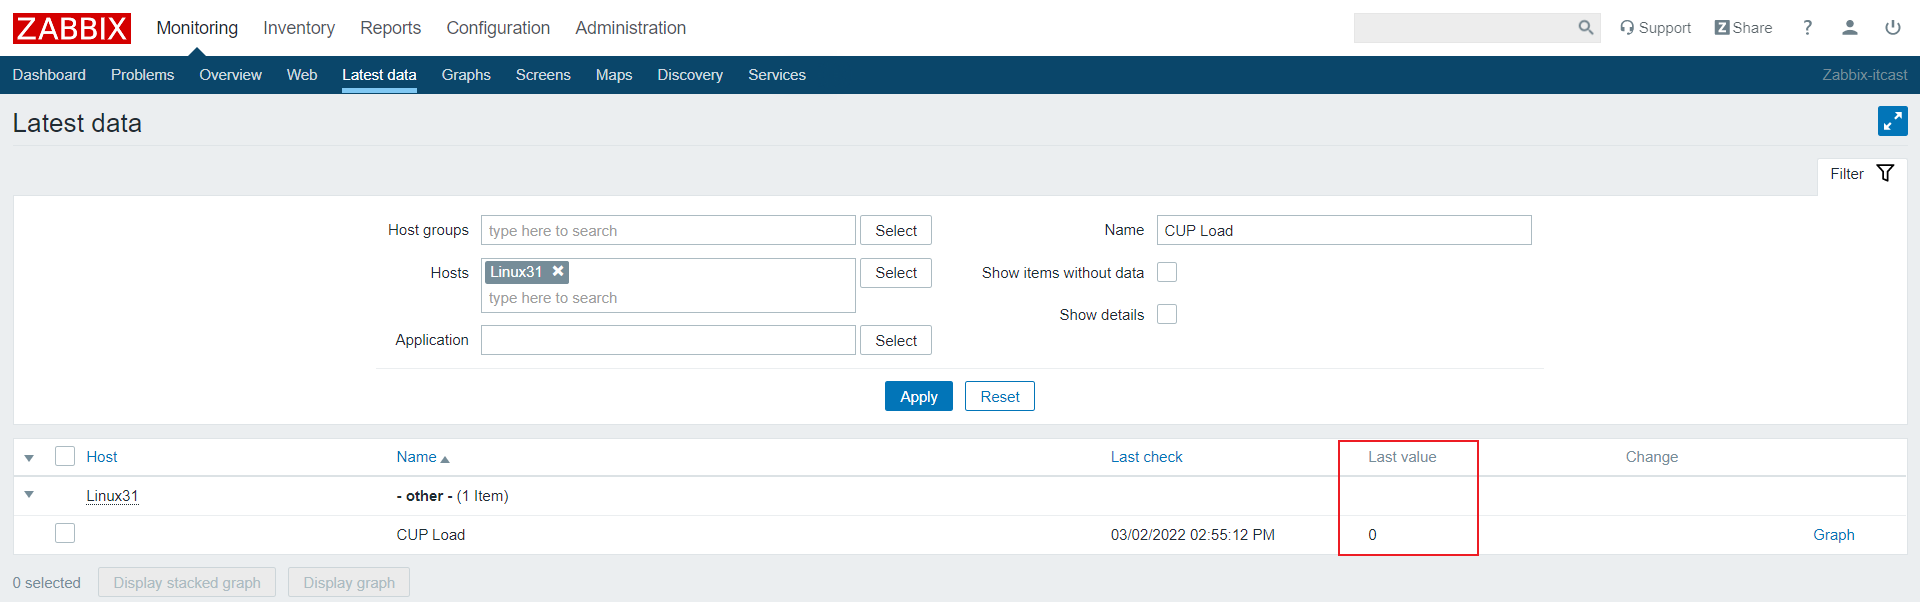 ZABBIX Monitoring Inventory Reports Configuration Administration Support Z Share ?
Dashboard Problems Overview Web Latest data Graphs Screens Maps Discovery Services Zabbix-itcast
Latest data
Filter
Host groups type here to search Select Name CUP Load
Hosts Linux31 Select Show items without data
type here to search
Show details
Application Select
Apply Reset
Host Name Last check Last value Change
Linux31 - other - (1 Item)
CUP Load 03/02/2022 02:55:12 PM 0 Graph
0 selected Display stacked graph Display graph